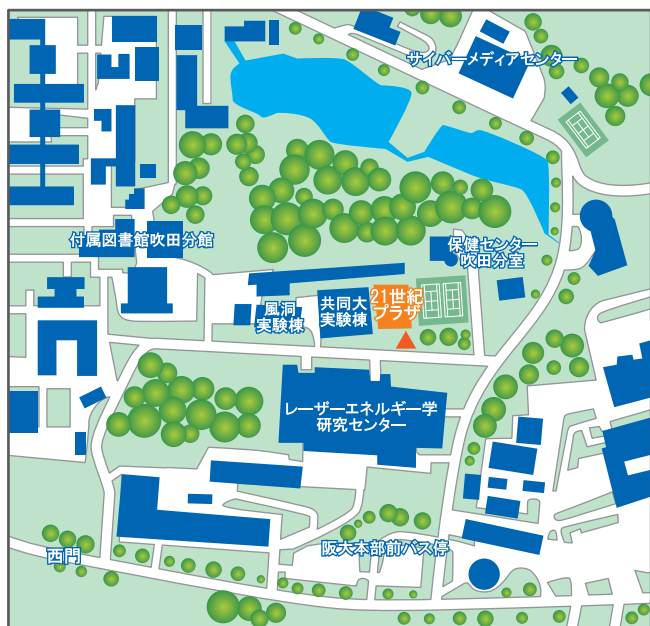 サイバーメディアセンター
付属図書館吹田分館
保健センター
吹田分室
風洞
実験棟
共同大
実験棟
21世紀
プラザ
レーザーエネルギー学
研究センター
阪大本部前バス停
西門